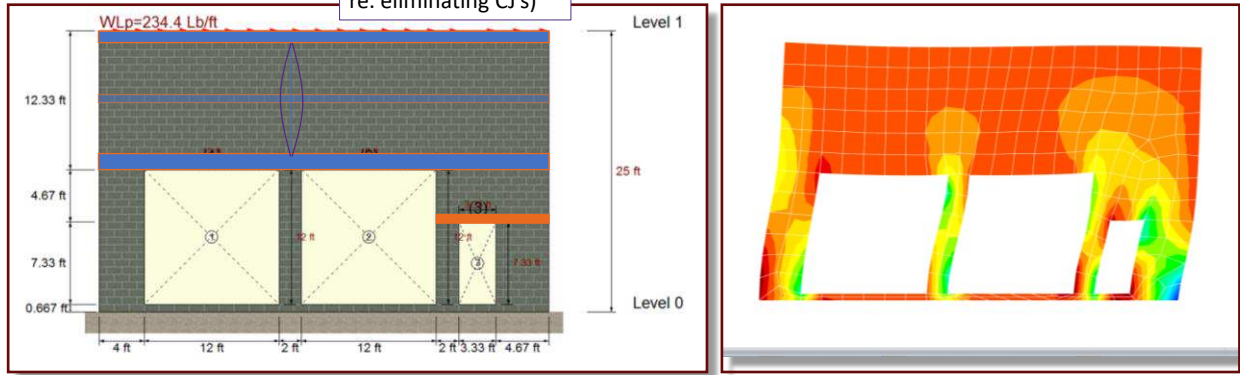 re: eliminating CJ's)
WLp=234.4 Lb/ft
Level 1
12.33 ft
25 ft
4.67 ft
(3)
1
2
12 ft
12 ft
3
7.33 ft
7.33 ft
0.667 ft
Level 0
4 ft
12 ft
2 ft
12 ft
2 ft
3.33 ft
4.67 ft